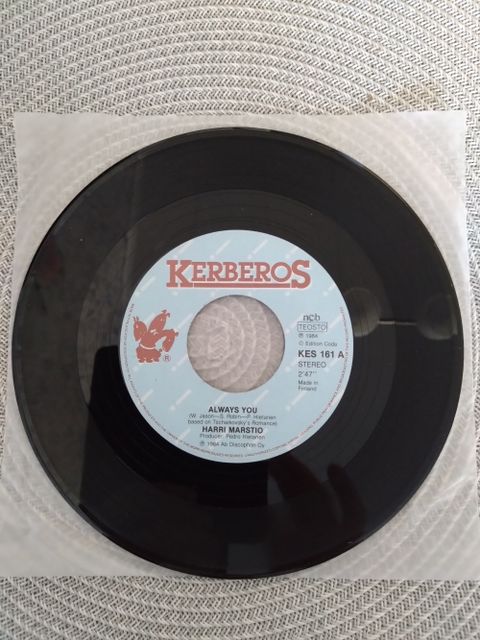 KERBEROS
ncb
TEOSTO
℗ 1984
© Edition Coda
KES 161 A
STEREO
2'47"
Made in
Finland
®
ALWAYS YOU
(W. Jason—S. Robin—P. Hietanen
based on Tschaikovsky's Romance)
HARRI MARSTIO
Producer: Pedro Hietanen
℗ 1984 Ab Discophon Oy